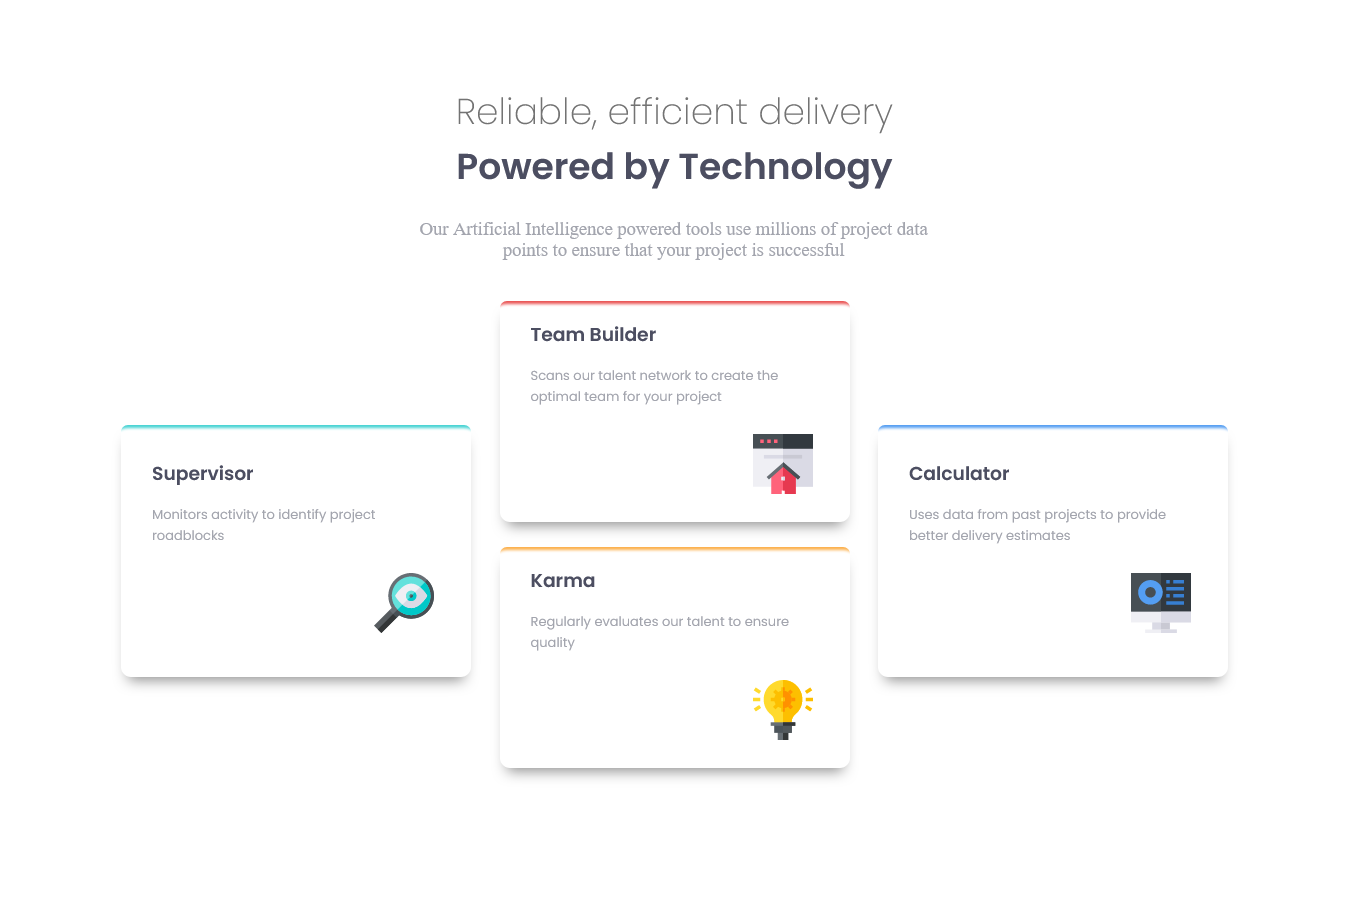 Reliable, efficient delivery
Powered by Technology
Our Artificial Intelligence powered tools use millions of project data
points to ensure that your project is successful
Team Builder
Scans our talent network to create the
optimal team for your project
Supervisor
Monitors activity to identify project
roadblocks
Calculator
Uses data from past projects to provide
better delivery estimates
Karma
Regularly evaluates our talent to ensure
quality